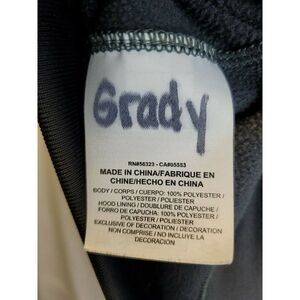 Grady
RN#56323 - CA#05553
MADE IN CHINA/FABRIQUE EN
CHINE/HECHO EN CHINA
BODY / CORPS / CUERPO: 100% POLYESTER /
POLYESTER / POLIESTER
HOOD LINING / DOUBLURE DE CAPUCHE /
FORRO DE CAPUCHA: 100% POLYESTER /
POLYESTER / POLIESTER
EXCLUSIVE OF DECORATION / DECORATION
NON COMPRISE / NO INCLUYE LA
DECORACION